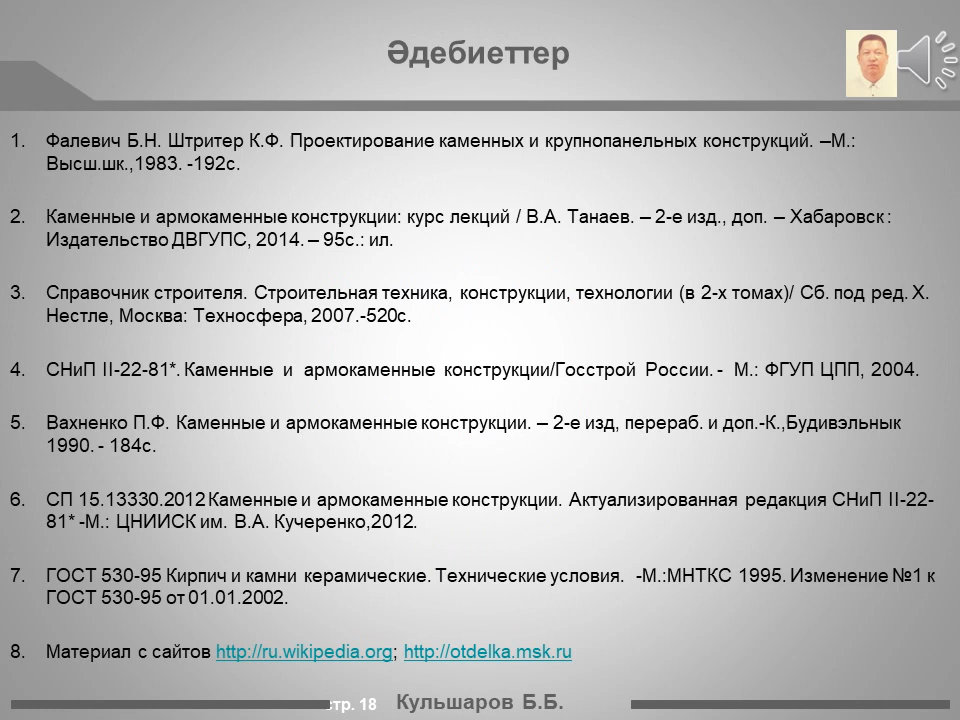 Әдебиеттер
1. Фалевич Б.Н. Штритер К.Ф. Проектирование каменных и крупнопанельных конструкций. –М.:
Высш.шк.,1983. -192с.
2. Каменные и армокаменные конструкции: курс лекций / В.А. Танаев. – 2-е изд., доп. – Хабаровск :
Издательство ДВГУПС, 2014. – 95с.: ил.
3. Справочник строителя. Строительная техника, конструкции, технологии (в 2-х томах)/ Сб. под ред. Х.
Нестле, Москва: Техносфера, 2007.-520с.
4. СНиП II-22-81*. Каменные и армокаменные конструкции/Госстрой России. - М.: ФГУП ЦПП, 2004.
5. Вахненко П.Ф. Каменные и армокаменные конструкции. – 2-е изд, перераб. и доп.-К.,Будивэльнык
1990. - 184с.
6. СП 15.13330.2012 Каменные и армокаменные конструкции. Актуализированная редакция СНиП II-22-
81* -М.: ЦНИИСК им. В.А. Кучеренко,2012.
7. ГОСТ 530-95 Кирпич и камни керамические. Технические условия. -М.:МНТКС 1995. Изменение №1 к
ГОСТ 530-95 от 01.01.2002.
8. Материал с сайтов http://ru.wikipedia.org; http://otdelka.msk.ru
стр. 18 Кульшаров Б.Б.